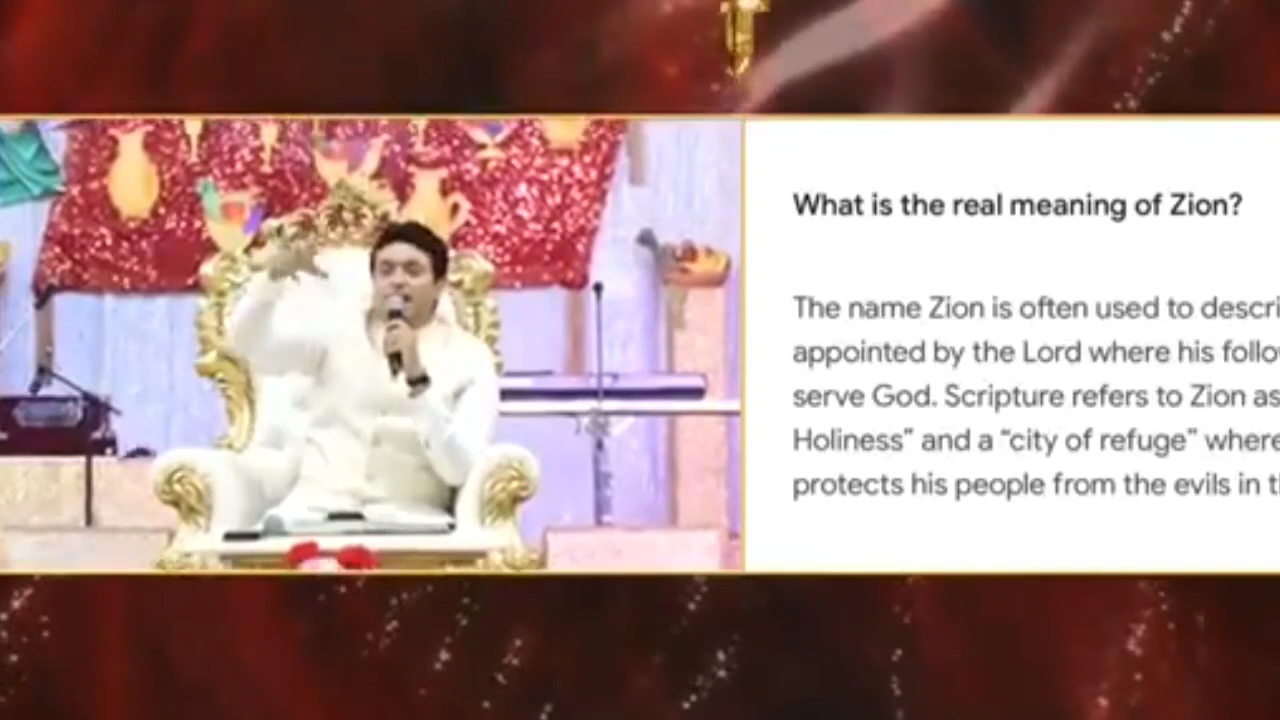 What is the real meaning of Zion?
The name Zion is often used to
appointed by the Lord where his
serve God. Scripture refers to Zion as
Holiness” and a “city of refuge” where
protects his people from the evils in